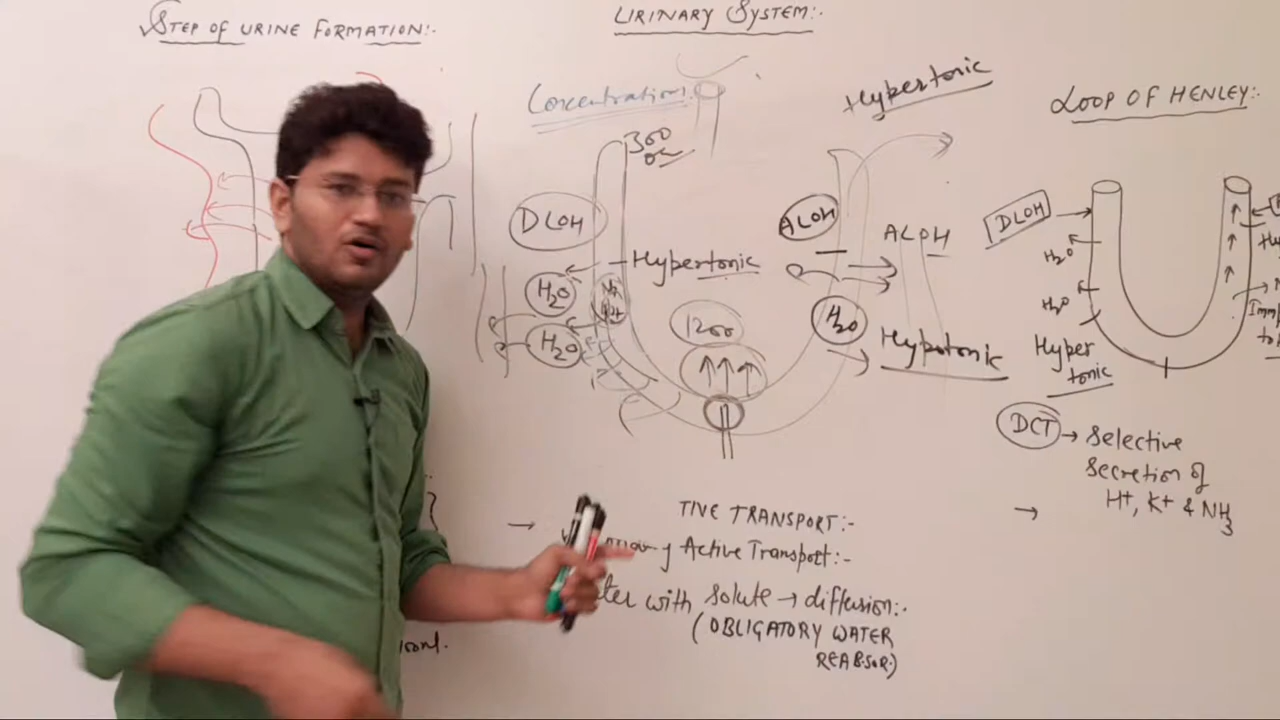 STEP OF URINE FORMATION:-
URINARY SYSTEM:-
Concentration
Hypertonic
LOOP OF HENLEY:-
300
DLOH
ALOH
ALOH
DLOH
Hypertonic
H2O
H2O
1200
H2O
Hypotonic
H2O
H2O
Hyper
tonic
DCT → Selective
Secretion of
H+, K+ & NH3
TIVE TRANSPORT:-
Active Transport:-
with solute → diffusion:-
(OBLIGATORY WATER
REABSOR.)